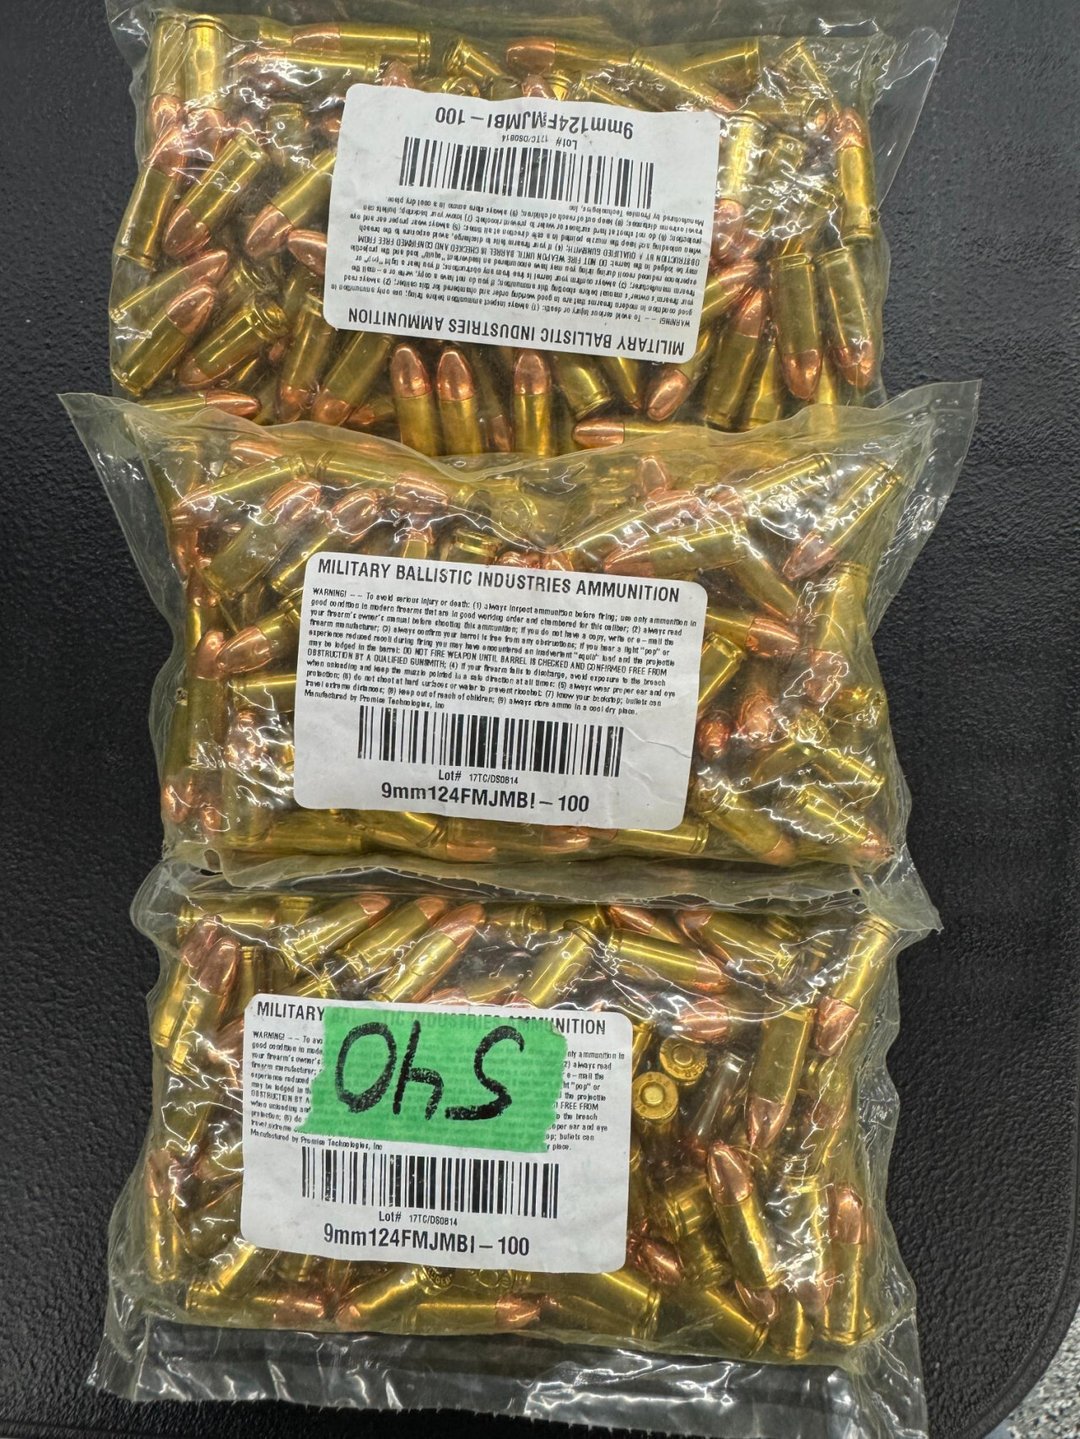 9mm124FMJMBI-100
Lot# 17TC/DS0814
Manufactured by Promise Technologies, Inc
MILITARY BALLISTIC INDUSTRIES AMMUNITION
MILITARY BALLISTIC INDUSTRIES AMMUNITION
WARNING! -- To avoid serious injury or death: (1) always inspect ammunition before firing; use only ammunition in
good condition in modern firearms that are in good working order and chambered for this caliber; (2) always read
your firearm's owner's manual before shooting this ammunition; if you do not have a copy, write or e-mail the
firearm manufacturer; (3) always confirm your barrel is free from any obstructions; if you hear a light "pop" or
experience reduced recoil during firing you may have encountered an inadvertent "squib" load and the projectile
may be lodged in the barrel: DO NOT FIRE WEAPON UNTIL BARREL IS CHECKED AND CONFIRMED FREE FROM
OBSTRUCTION BY A QUALIFIED GUNSMITH; (4) if your firearm fails to discharge, avoid exposure to the breach
when unloading and keep the muzzle pointed in a safe direction at all times; (5) always wear proper ear and eye
protection; (6) do not shoot at hard surfaces or water to prevent ricochet; (7) know your backstop; bullets can
travel extreme distances; (8) keep out of reach of children; (9) always store ammo in a cool dry place.
Manufactured by Promise Technologies, Inc
Lot# 17TC/DS0814
9mm124FMJMBI-100
MILITARY BALLISTIC INDUSTRIES AMMUNITION
540
Manufactured by Promise Technologies, Inc
Lot# 17TC/DS0814
9mm124FMJMBI-100